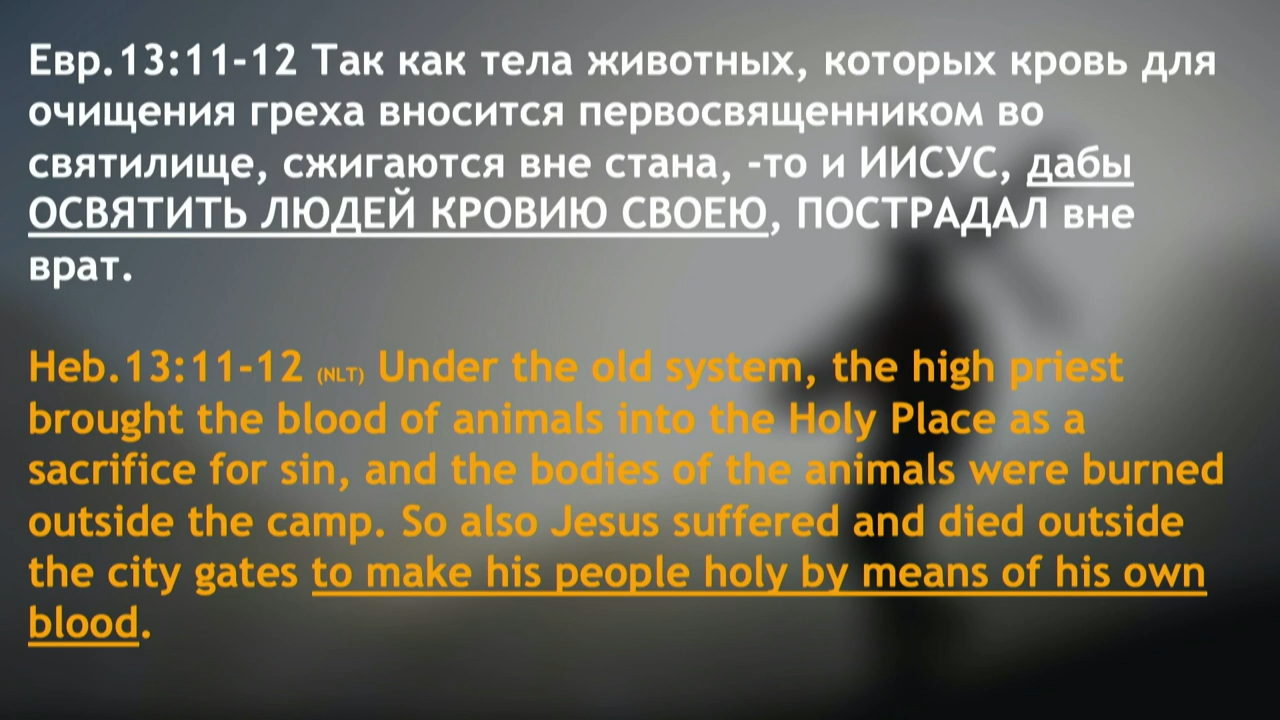 Евр.13:11-12 Так как тела животных, которых кровь для
очищения греха вносится первосвященником во
святилище, сжигаются вне стана, -то и ИИСУС, дабы
ОСВЯТИТЬ ЛЮДЕЙ КРОВИЮ СВОЕЮ, ПОСТРАДАЛ вне
врат.
Heb.13:11-12 (NLT) Under the old system, the high priest
brought the blood of animals into the Holy Place as a
sacrifice for sin, and the bodies of the animals were burned
outside the camp. So also Jesus suffered and died outside
the city gates to make his people holy by means of his own
blood.